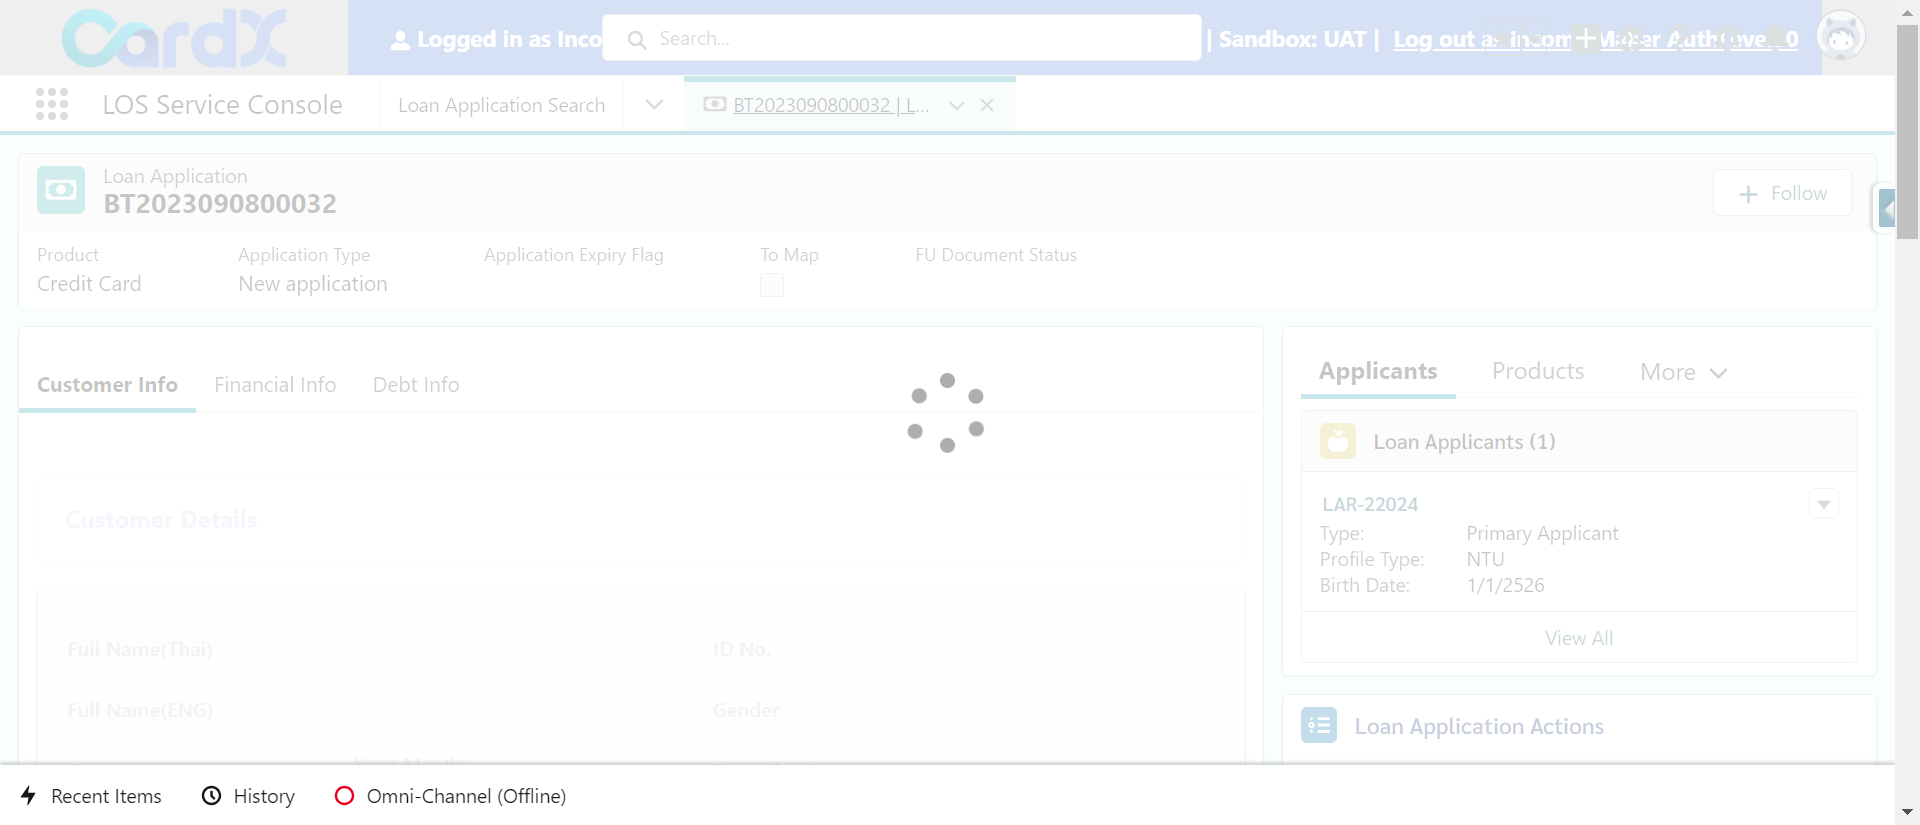 CardX
Logged in as Inco
Search...
| Sandbox: UAT |
Log out as
LOS Service Console
Loan Application Search
BT2023090800032 | L...
Loan Application
BT2023090800032
Follow
Product
Application Type
Application Expiry Flag
To Map
FU Document Status
Credit Card
New application
Customer Info
Financial Info
Debt Info
Applicants
Products
More
Loan Applicants (1)
LAR-22024
Type: Primary Applicant
Profile Type: NTU
Birth Date: 1/1/2526
View All
Customer Details
Full Name(Thai)
ID No.
Full Name(ENG)
Gender
Loan Application Actions
Recent Items
History
Omni-Channel (Offline)